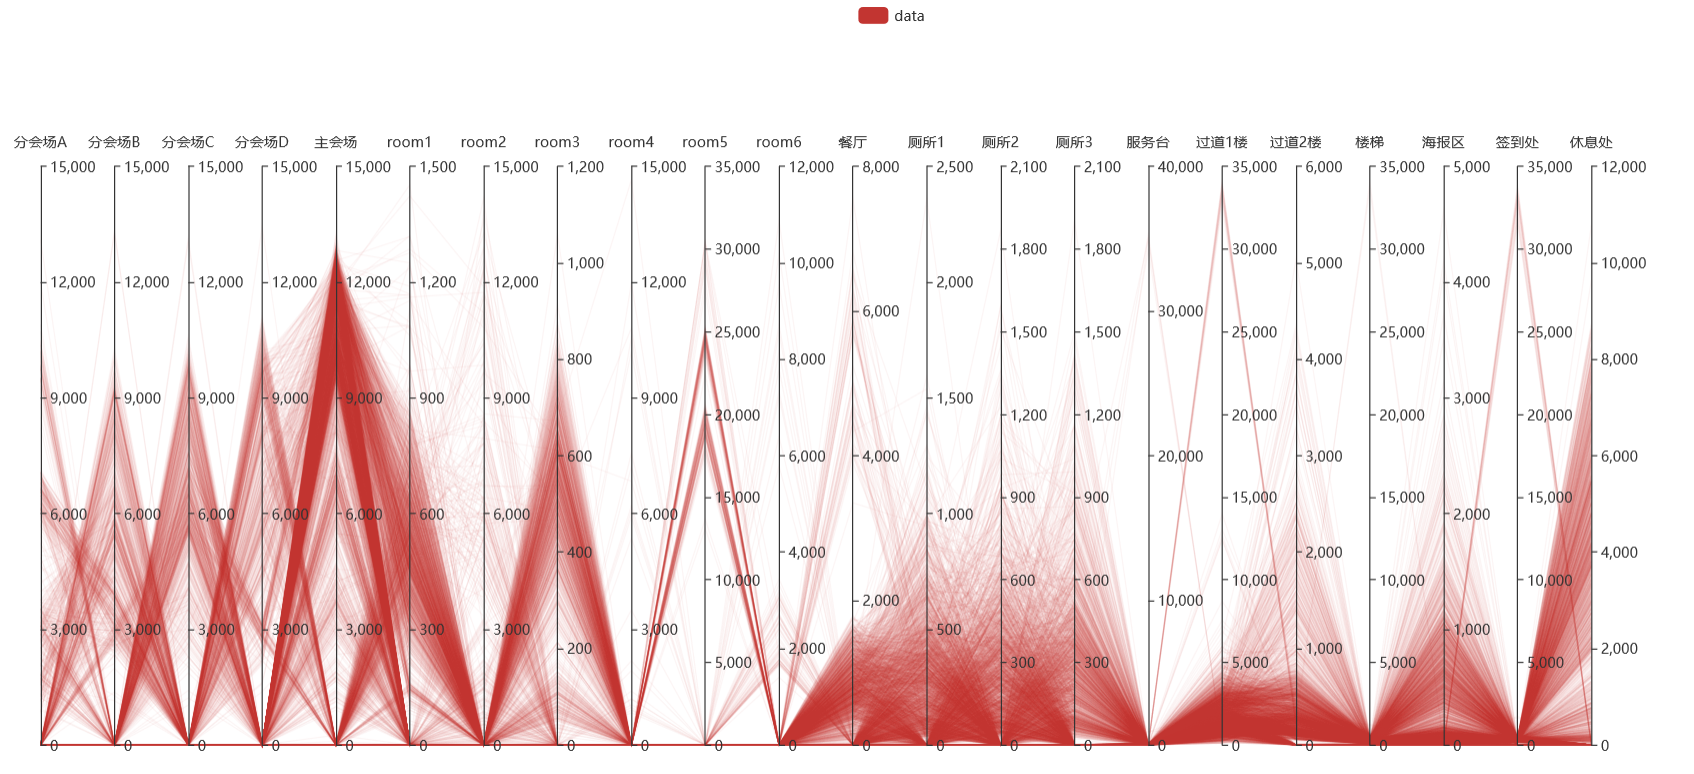 data
分会场A 分会场B 分会场C 分会场D 主会场 room1 room2 room3 room4 room5 room6 餐厅 厕所1 厕所2 厕所3 服务台 过道1楼 过道2楼 楼梯 海报区 签到处 休息处
15,000 15,000 15,000 15,000 15,000 1,500 15,000 1,200 15,000 35,000 12,000 8,000 2,500 2,100 2,100 40,000 35,000 6,000 35,000 5,000 35,000 12,000
30,000 1,800 1,800 30,000 30,000 30,000
1,000 10,000 5,000 10,000
12,000 12,000 12,000 12,000 12,000 1,200 12,000 12,000 2,000 4,000
6,000 30,000
25,000 1,500 1,500 25,000 25,000 25,000
800 8,000 4,000 8,000
9,000 9,000 9,000 9,000 9,000 900 9,000 9,000 1,500 3,000
20,000 1,200 1,200 20,000 20,000 20,000
600 6,000 4,000 20,000 3,000 6,000
15,000 900 900 15,000 15,000 15,000
6,000 6,000 6,000 6,000 6,000 600 6,000 6,000 1,000 2,000
400 4,000 2,000 4,000
10,000 600 600 10,000 10,000 10,000
2,000 10,000
3,000 3,000 3,000 3,000 3,000 300 3,000 3,000 500 1,000
200 2,000 1,000 2,000
5,000 300 300 5,000 5,000 5,000
0 0 0 0 0 0 0 0 0 0 0 0 0 0 0 0 0 0 0 0 0 0